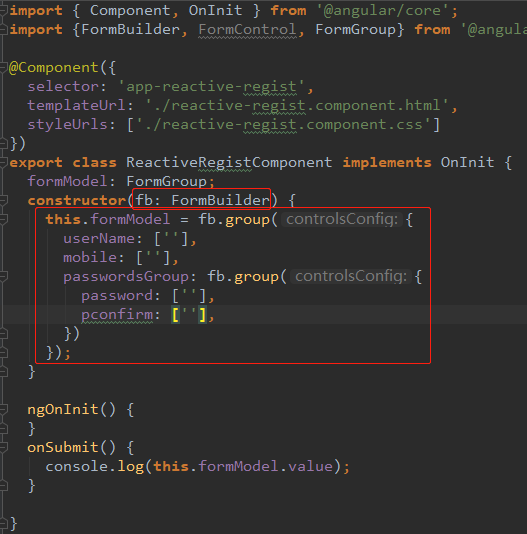 import { Component, OnInit } from '@angular/core';
import {FormBuilder, FormControl, FormGroup} from '@angu
@Component({
  selector: 'app-reactive-regist',
  templateUrl: './reactive-regist.component.html',
  styleUrls: ['./reactive-regist.component.css']
})
export class ReactiveRegistComponent implements OnInit {
  formModel: FormGroup;
  constructor(fb: FormBuilder) {
    this.formModel = fb.group( controlsConfig: {
      userName: [''],
      mobile: [''],
      passwordsGroup: fb.group( controlsConfig: {
        password: [''],
        pconfirm: [''],
      })
    });
  }
  ngOnInit() {
  }
  onSubmit() {
    console.log(this.formModel.value);
  }
}